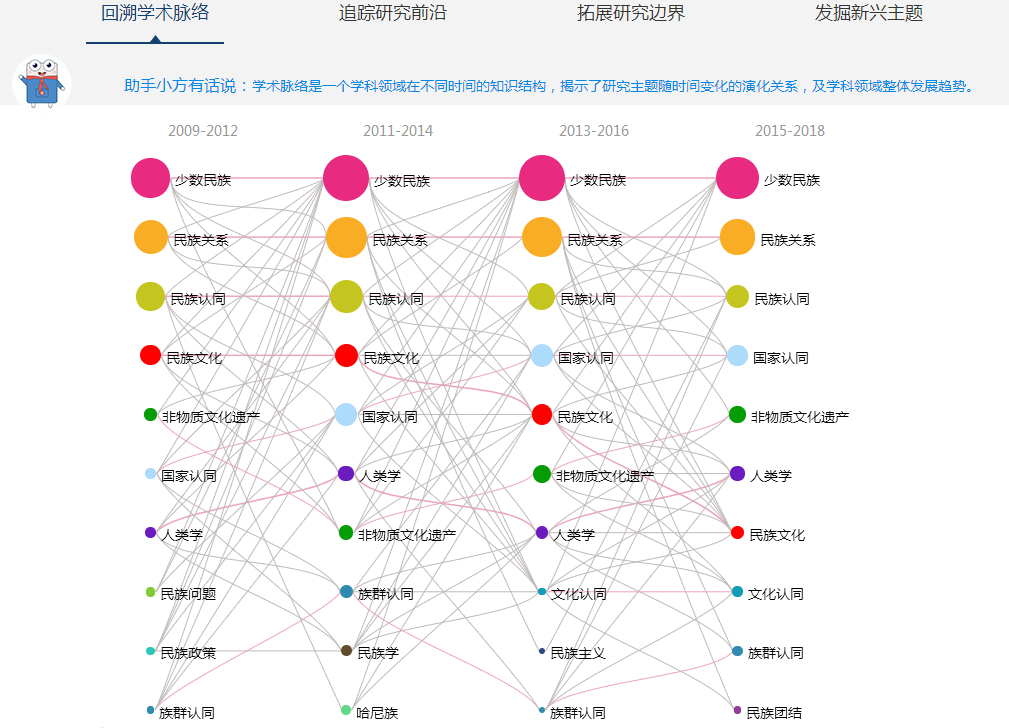 回溯学术脉络 追踪研究前沿 拓展研究边界 发掘新兴主题
助手小方有话说：学术脉络是一个学科领域在不同时间的知识结构，揭示了研究主题随时间变化的演化关系，及学科领域整体发展趋势。
2009-2012 2011-2014 2013-2016 2015-2018
少数民族 少数民族 少数民族 少数民族
民族关系 民族关系 民族关系 民族关系
民族认同 民族认同 民族认同 民族认同
民族文化 民族文化 国家认同 国家认同
非物质文化遗产 国家认同 民族文化 非物质文化遗产
国家认同 人类学 非物质文化遗产 人类学
人类学 非物质文化遗产 人类学 民族文化
民族问题 族群认同 文化认同 文化认同
民族政策 民族学 民族主义 族群认同
族群认同 哈尼族 族群认同 民族团结